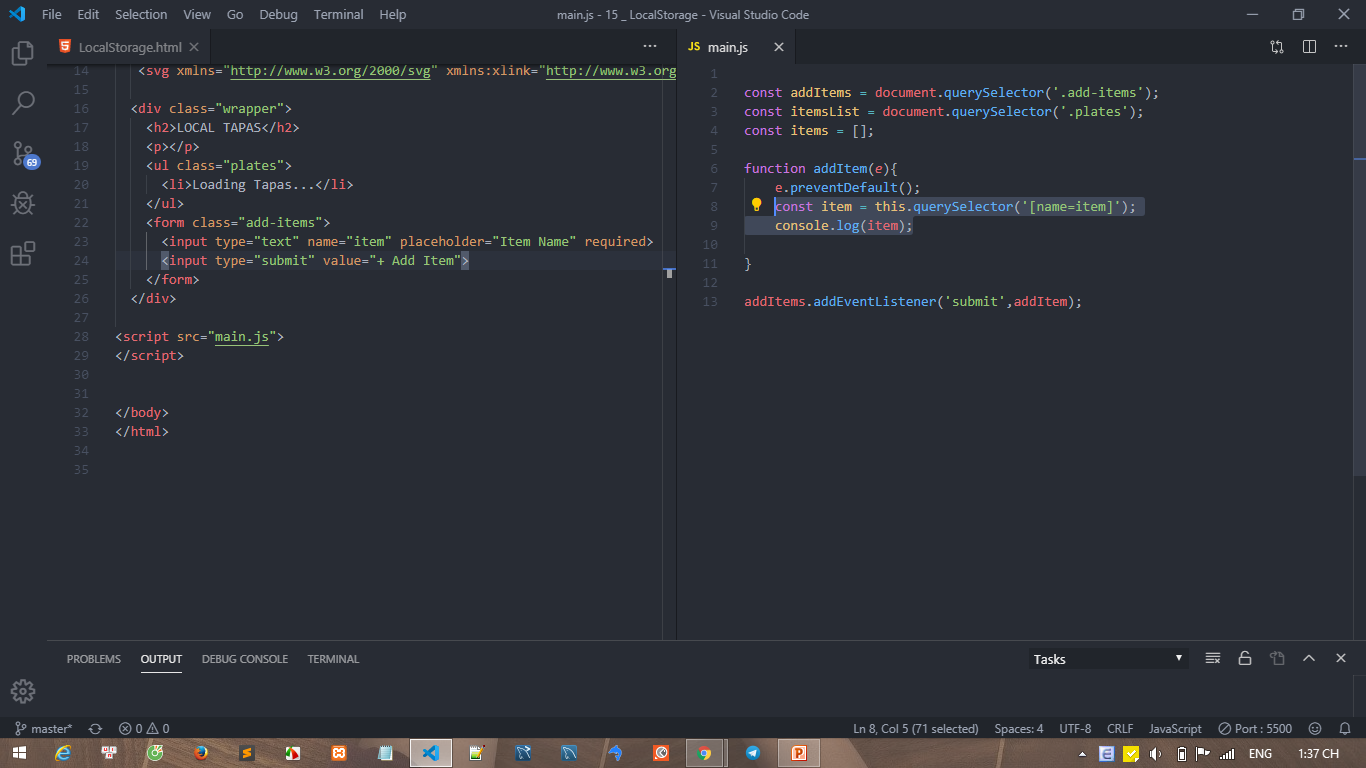 File Edit Selection View Go Debug Terminal Help main.js - 15 _ LocalStorage - Visual Studio Code
LocalStorage.html
JS main.js
14 <svg xmlns="http://www.w3.org/2000/svg" xmlns:xlink="http://www.w3.org
15
16 <div class="wrapper">
17 <h2>LOCAL TAPAS</h2>
18 <p></p>
19 <ul class="plates">
20 <li>Loading Tapas...</li>
21 </ul>
22 <form class="add-items">
23 <input type="text" name="item" placeholder="Item Name" required>
24 <input type="submit" value="+ Add Item">
25 </form>
26 </div>
27
28 <script src="main.js">
29 </script>
30
31
32 </body>
33 </html>
34
35
1
2 const addItems = document.querySelector('.add-items');
3 const itemsList = document.querySelector('.plates');
4 const items = [];
5
6 function addItem(e){
7 e.preventDefault();
8 const item = this.querySelector('[name=item]');
9 console.log(item);
10
11 }
12
13 addItems.addEventListener('submit',addItem);
69
PROBLEMS OUTPUT DEBUG CONSOLE TERMINAL Tasks
master* 0 0 Ln 8, Col 5 (71 selected) Spaces: 4 UTF-8 CRLF JavaScript Port : 5500
ENG 1:37 CH